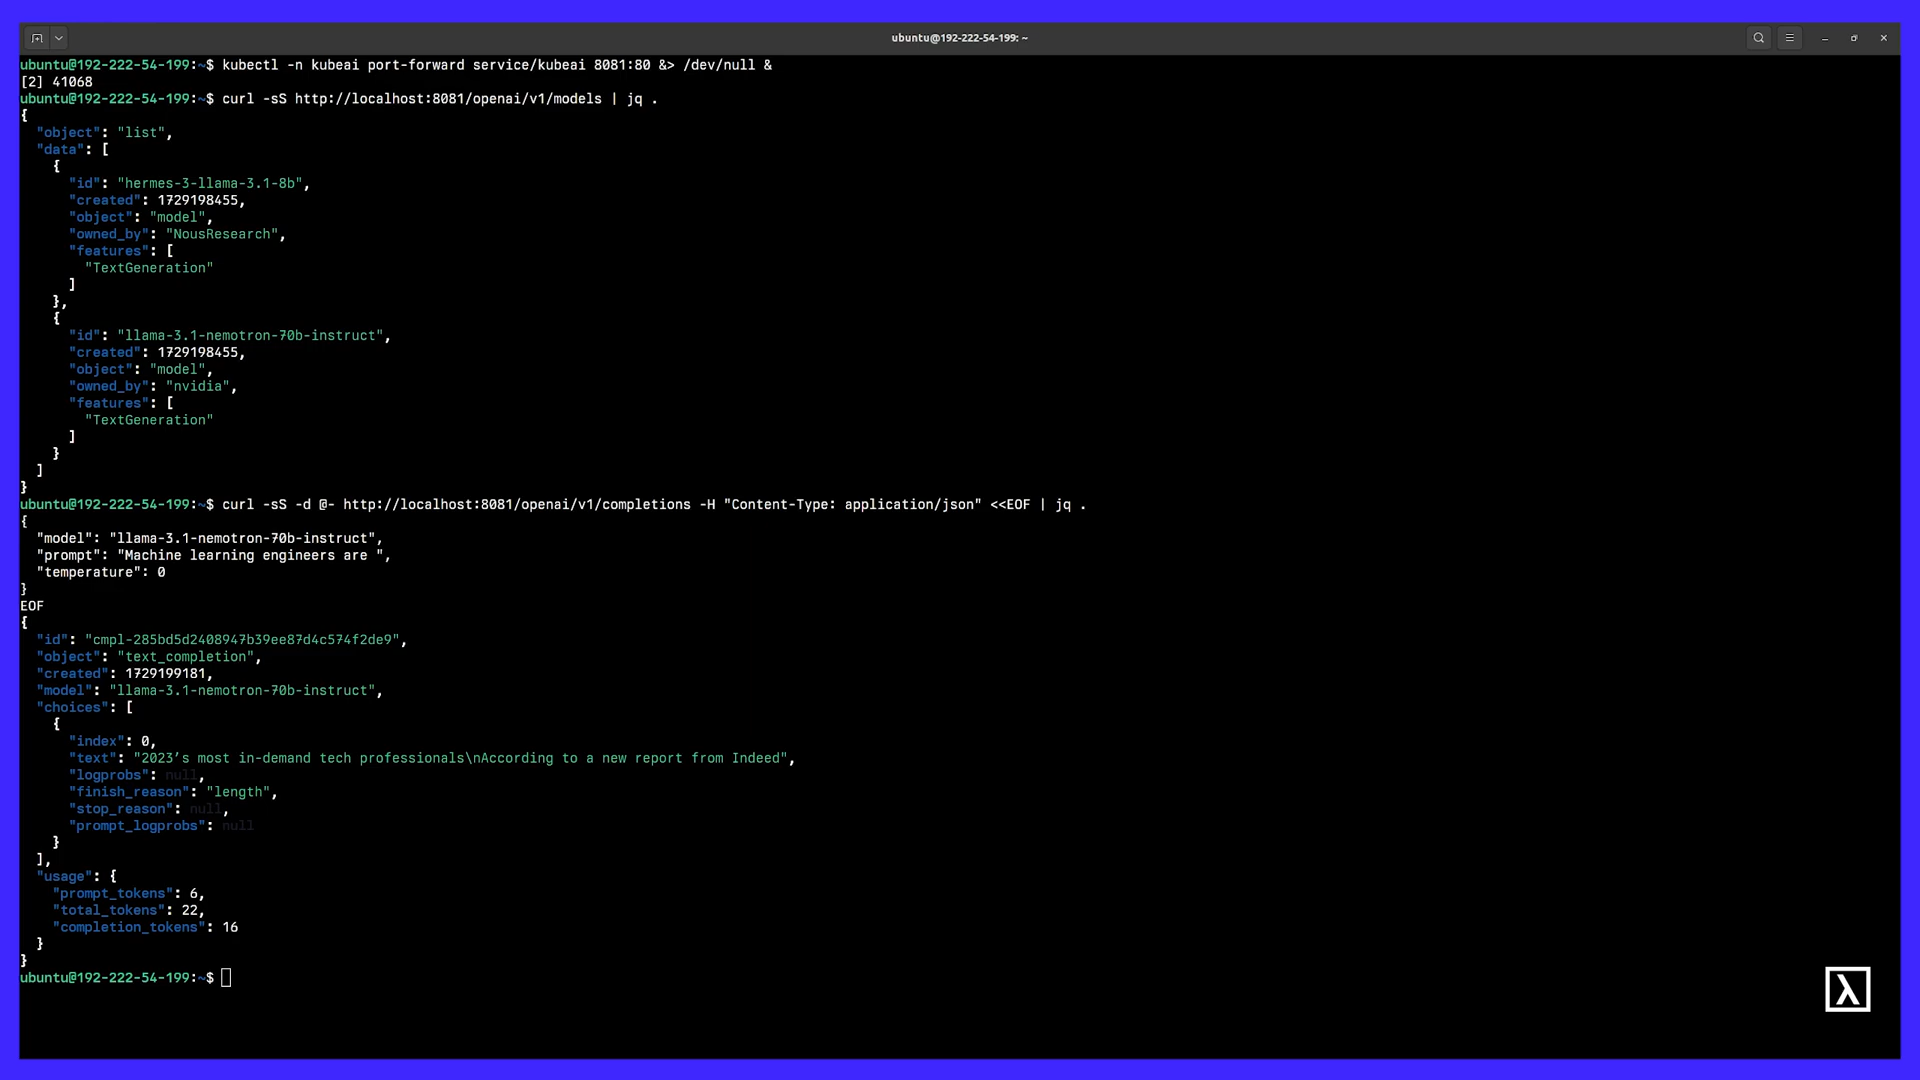 ubuntu@192-222-54-199: ~
ubuntu@192-222-54-199:~$ kubectl -n kubeai port-forward service/kubeai 8081:80 &> /dev/null &
[2] 41068
ubuntu@192-222-54-199:~$ curl -sS http://localhost:8081/openai/v1/models | jq .
{
  "object": "list",
  "data": [
    {
      "id": "hermes-3-llama-3.1-8b",
      "created": 1729198455,
      "object": "model",
      "owned_by": "NousResearch",
      "features": [
        "TextGeneration"
      ]
    },
    {
      "id": "llama-3.1-nemotron-70b-instruct",
      "created": 1729198455,
      "object": "model",
      "owned_by": "nvidia",
      "features": [
        "TextGeneration"
      ]
    }
  ]
}
ubuntu@192-222-54-199:~$ curl -sS -d @- http://localhost:8081/openai/v1/completions -H "Content-Type: application/json" <<EOF | jq .
{
  "model": "llama-3.1-nemotron-70b-instruct",
  "prompt": "Machine learning engineers are ",
  "temperature": 0
}
EOF
{
  "id": "cmpl-285bd5d2408947b39ee87d4c574f2de9",
  "object": "text_completion",
  "created": 1729199181,
  "model": "llama-3.1-nemotron-70b-instruct",
  "choices": [
    {
      "index": 0,
      "text": "2023’s most in-demand tech professionals\nAccording to a new report from Indeed",
      "logprobs": null,
      "finish_reason": "length",
      "stop_reason": null,
      "prompt_logprobs": null
    }
  ],
  "usage": {
    "prompt_tokens": 6,
    "total_tokens": 22,
    "completion_tokens": 16
  }
}
ubuntu@192-222-54-199:~$
λ